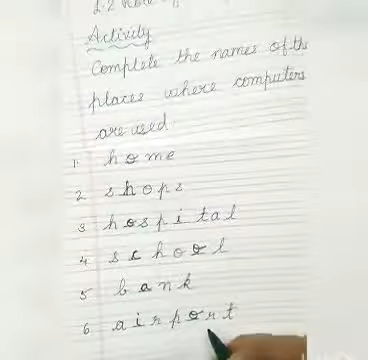 Activity
Complete the names of the
places where computers
are used.
1 home
2 shops
3 hospital
4 school
5 bank
6 airport